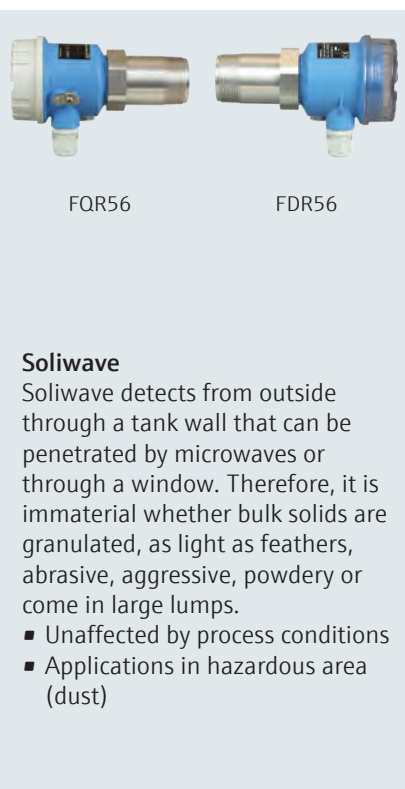 FQR56 FDR56
Soliwave
Soliwave detects from outside
through a tank wall that can be
penetrated by microwaves or
through a window. Therefore, it is
immaterial whether bulk solids are
granulated, as light as feathers,
abrasive, aggressive, powdery or
come in large lumps.
▪ Unaffected by process conditions
▪ Applications in hazardous area
(dust)